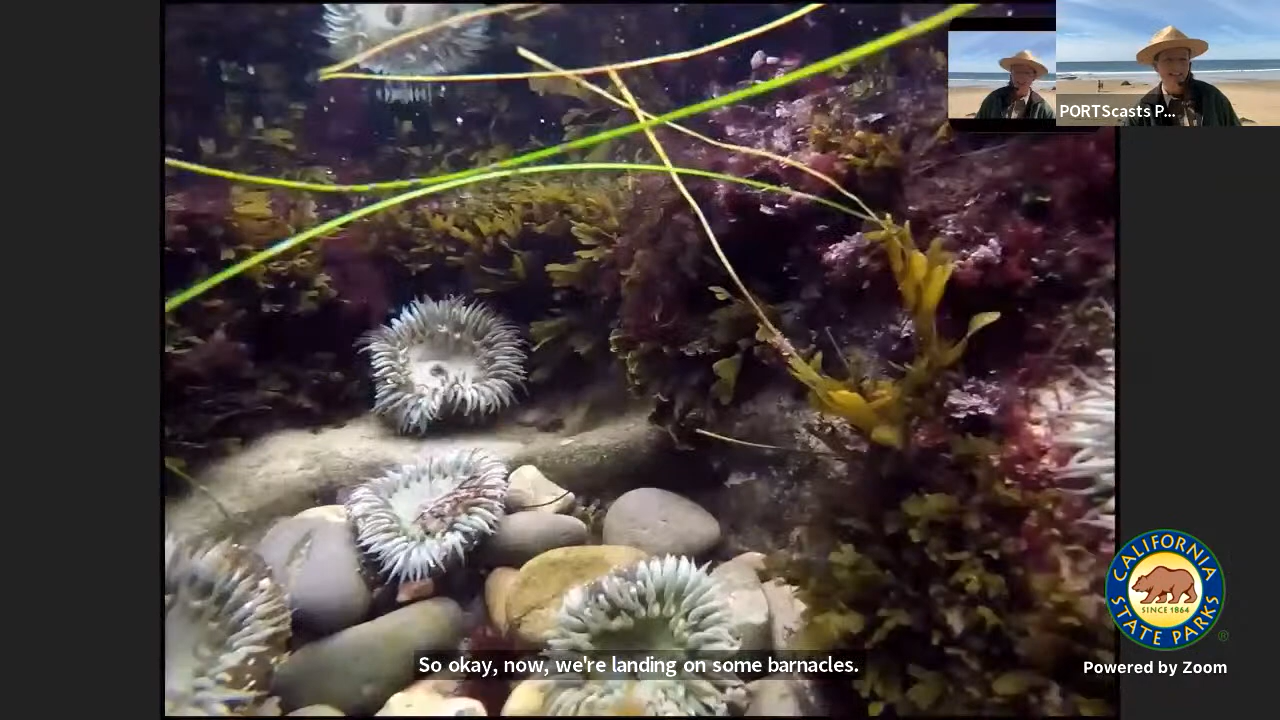 PORTScasts P...
CALIFORNIA
SINCE 1864
STATE PARKS
®
Powered by Zoom
So okay, now, we're landing on some barnacles.